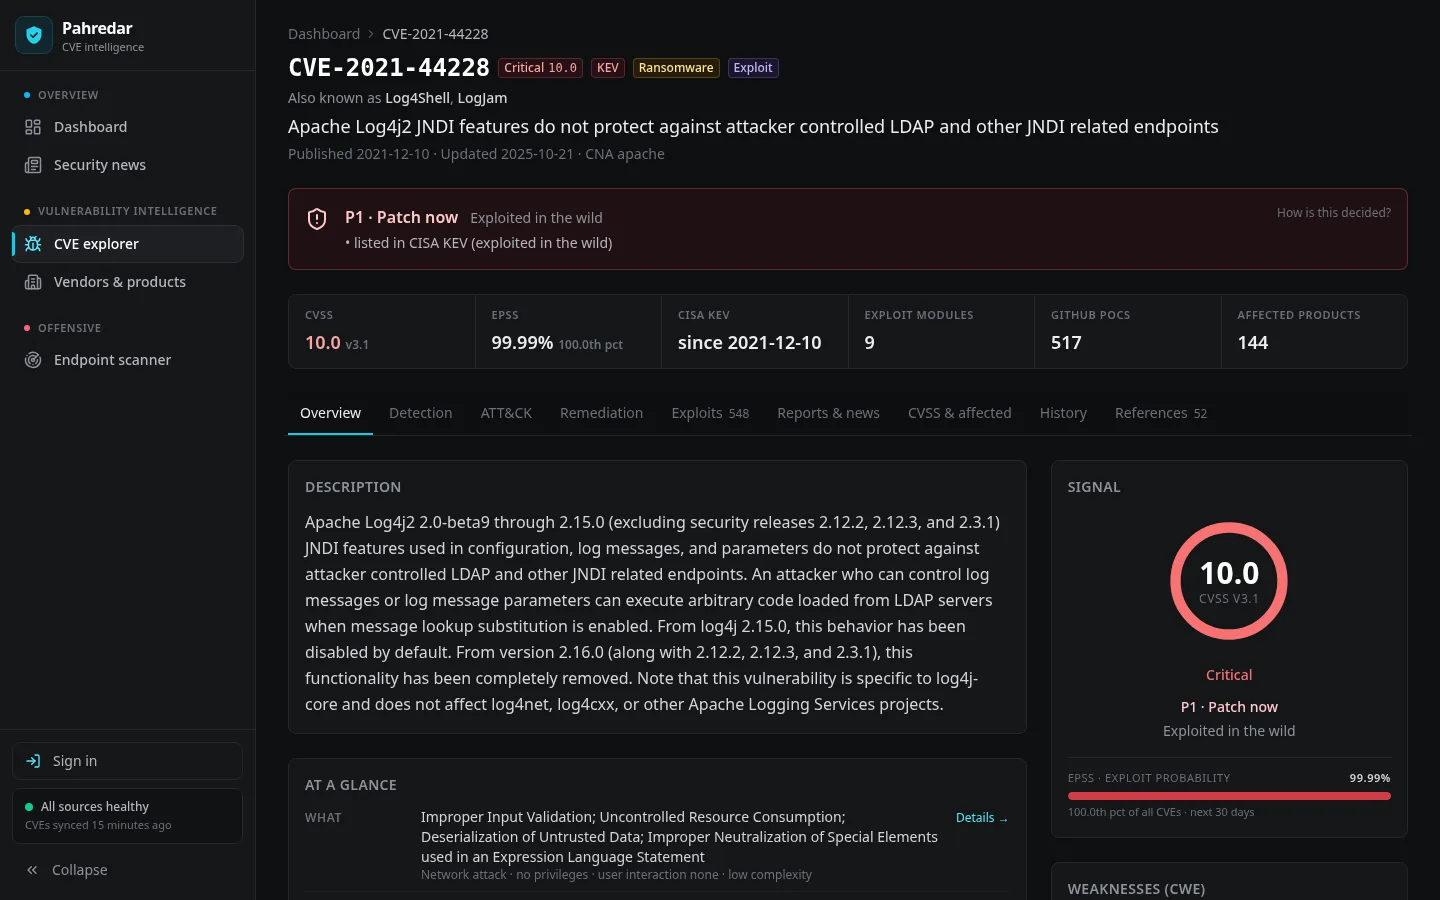 Pahredar
CVE intelligence
OVERVIEW
Dashboard
Security news
VULNERABILITY INTELLIGENCE
CVE explorer
Vendors & products
OFFENSIVE
Endpoint scanner
Sign in
All sources healthy
CVEs synced 15 minutes ago
Collapse
Dashboard > CVE-2021-44228
CVE-2021-44228 Critical 10.0 KEV Ransomware Exploit
Also known as Log4Shell, LogJam
Apache Log4j2 JNDI features do not protect against attacker controlled LDAP and other JNDI related endpoints
Published 2021-12-10 · Updated 2025-10-21 · CNA apache
P1 · Patch now Exploited in the wild How is this decided?
• listed in CISA KEV (exploited in the wild)
CVSS EPSS CISA KEV EXPLOIT MODULES GITHUB POCS AFFECTED PRODUCTS
10.0 v3.1 99.99% 100.0th pct since 2021-12-10 9 517 144
Overview Detection ATT&CK Remediation Exploits 548 Reports & news CVSS & affected History References 52
DESCRIPTION
Apache Log4j2 2.0-beta9 through 2.15.0 (excluding security releases 2.12.2, 2.12.3, and 2.3.1)
JNDI features used in configuration, log messages, and parameters do not protect against
attacker controlled LDAP and other JNDI related endpoints. An attacker who can control log
messages or log message parameters can execute arbitrary code loaded from LDAP servers
when message lookup substitution is enabled. From log4j 2.15.0, this behavior has been
disabled by default. From version 2.16.0 (along with 2.12.2, 2.12.3, and 2.3.1), this
functionality has been completely removed. Note that this vulnerability is specific to log4j-
core and does not affect log4net, log4cxx, or other Apache Logging Services projects.
AT A GLANCE
WHAT Improper Input Validation; Uncontrolled Resource Consumption; Details →
Deserialization of Untrusted Data; Improper Neutralization of Special Elements
used in an Expression Language Statement
Network attack · no privileges · user interaction none · low complexity
SIGNAL
10.0
CVSS V3.1
Critical
P1 · Patch now
Exploited in the wild
EPSS · EXPLOIT PROBABILITY 99.99%
100.0th pct of all CVEs · next 30 days
WEAKNESSES (CWE)